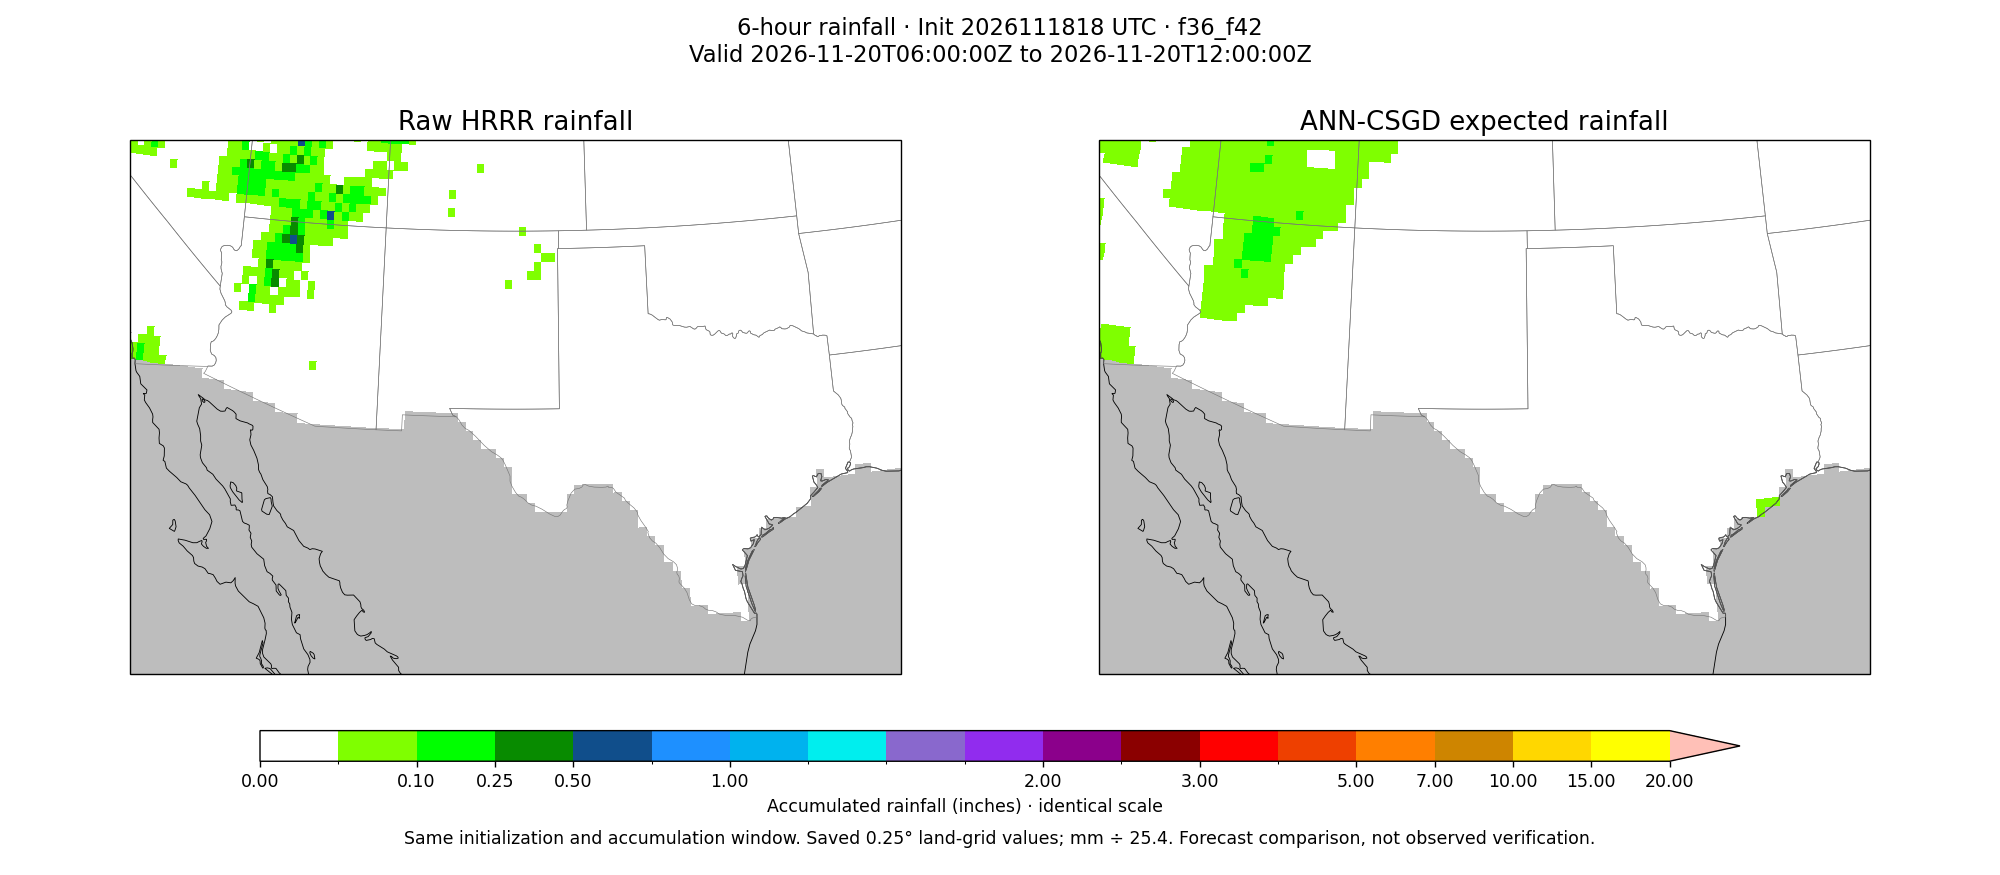 6-hour rainfall · Init 2026111818 UTC · f36_f42
Valid 2026-11-20T06:00:00Z to 2026-11-20T12:00:00Z
Raw HRRR rainfall
ANN-CSGD expected rainfall
0.00 0.10 0.25 0.50 1.00 2.00 3.00 5.00 7.00 10.00 15.00 20.00
Accumulated rainfall (inches) · identical scale
Same initialization and accumulation window. Saved 0.25° land-grid values; mm ÷ 25.4. Forecast comparison, not observed verification.